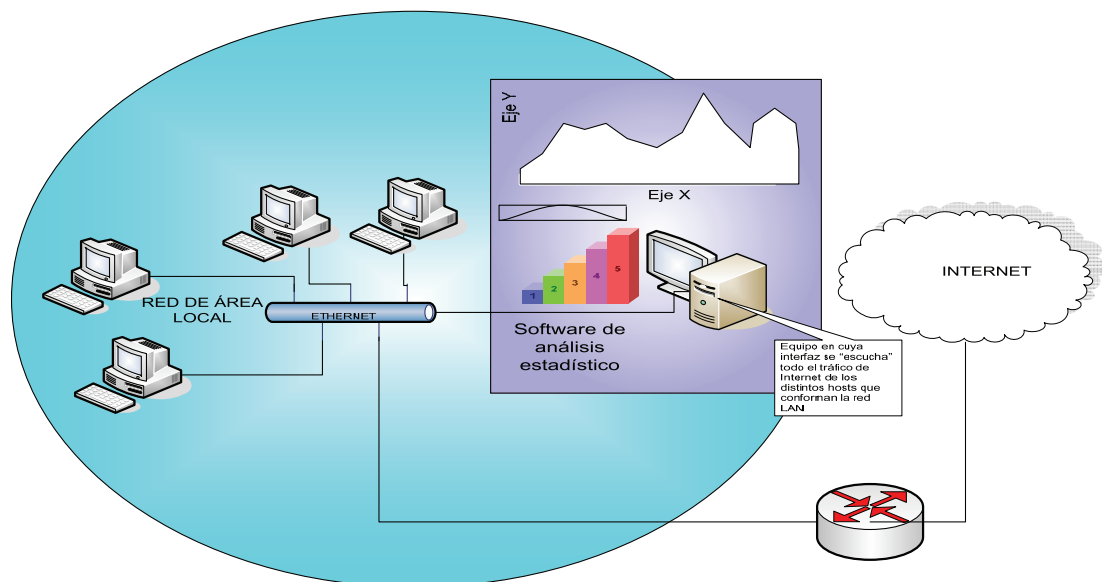 Eje Y
Eje X
RED DE ÁREA
LOCAL
ETHERNET
1
2
3
4
5
Software de
análisis
estadístico
Equipo en cuya
interfaz se "escucha"
todo el tráfico de
Internet de los
distintos hosts que
conforman la red
LAN
INTERNET